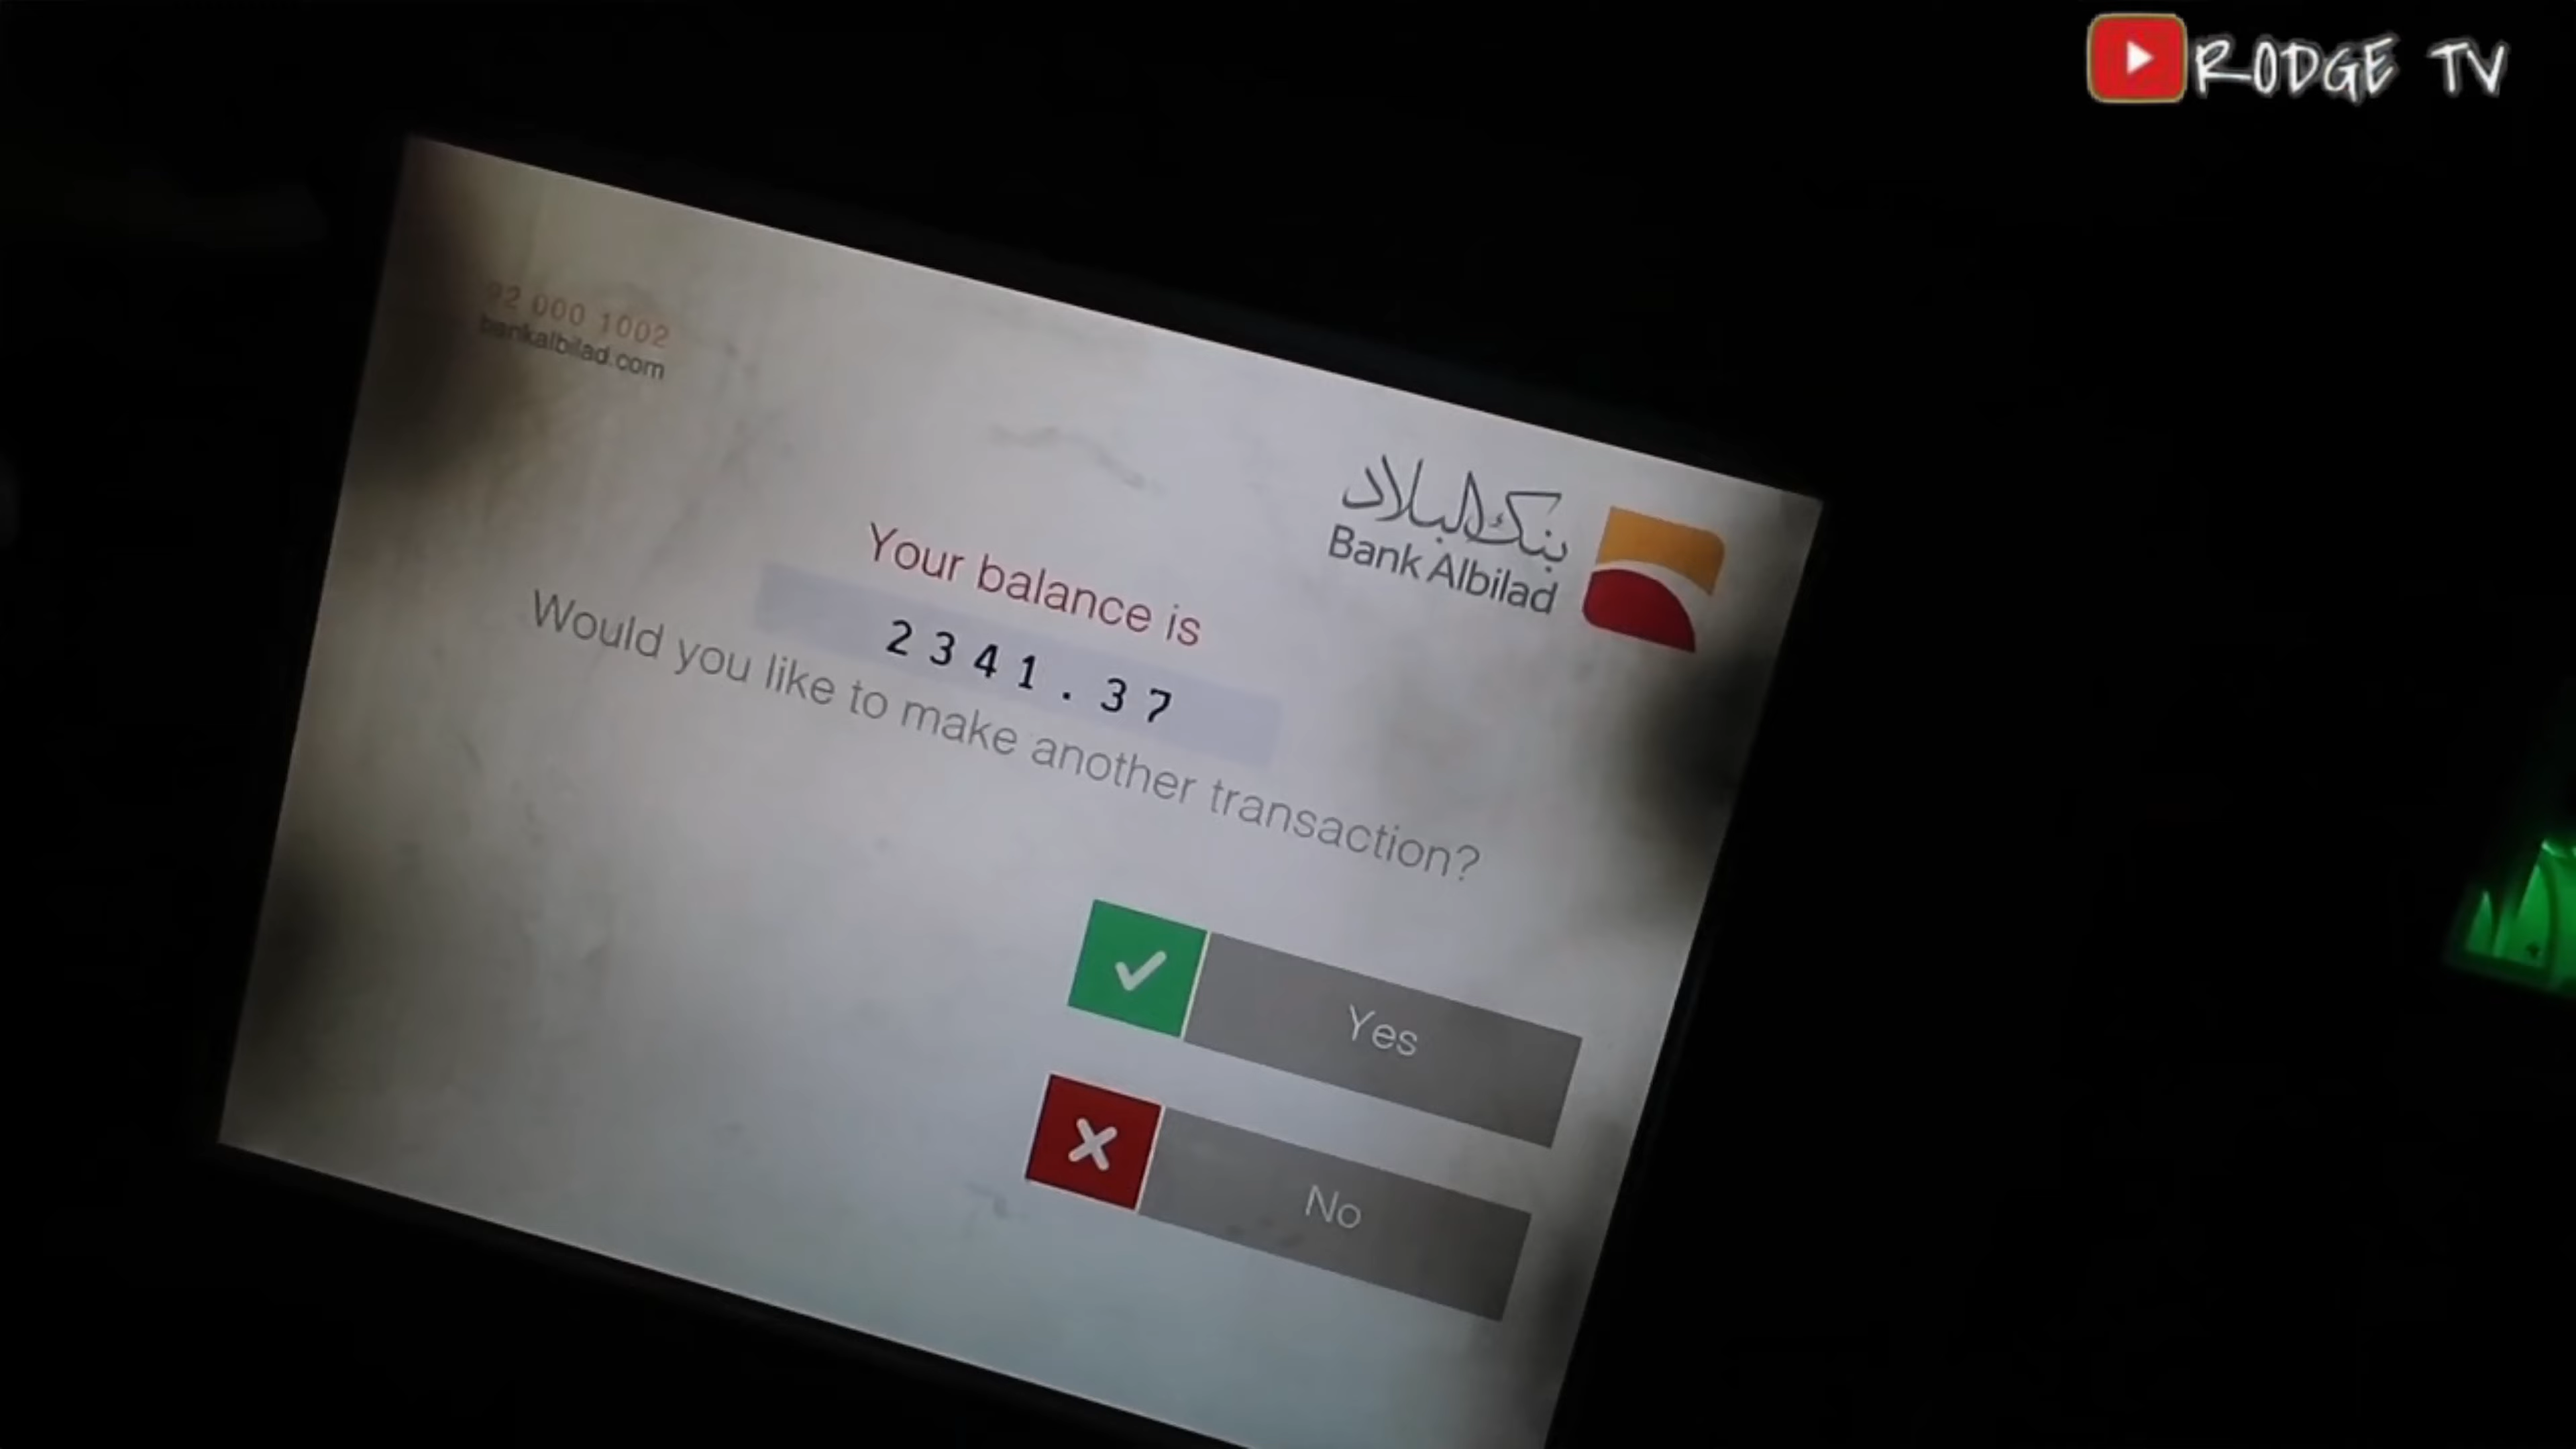 RODGE TV
92 000 1002
bankalbilad.com
بنك البلاد
Bank Albilad
Your balance is
2341.37
Would you like to make another transaction?
Yes
No